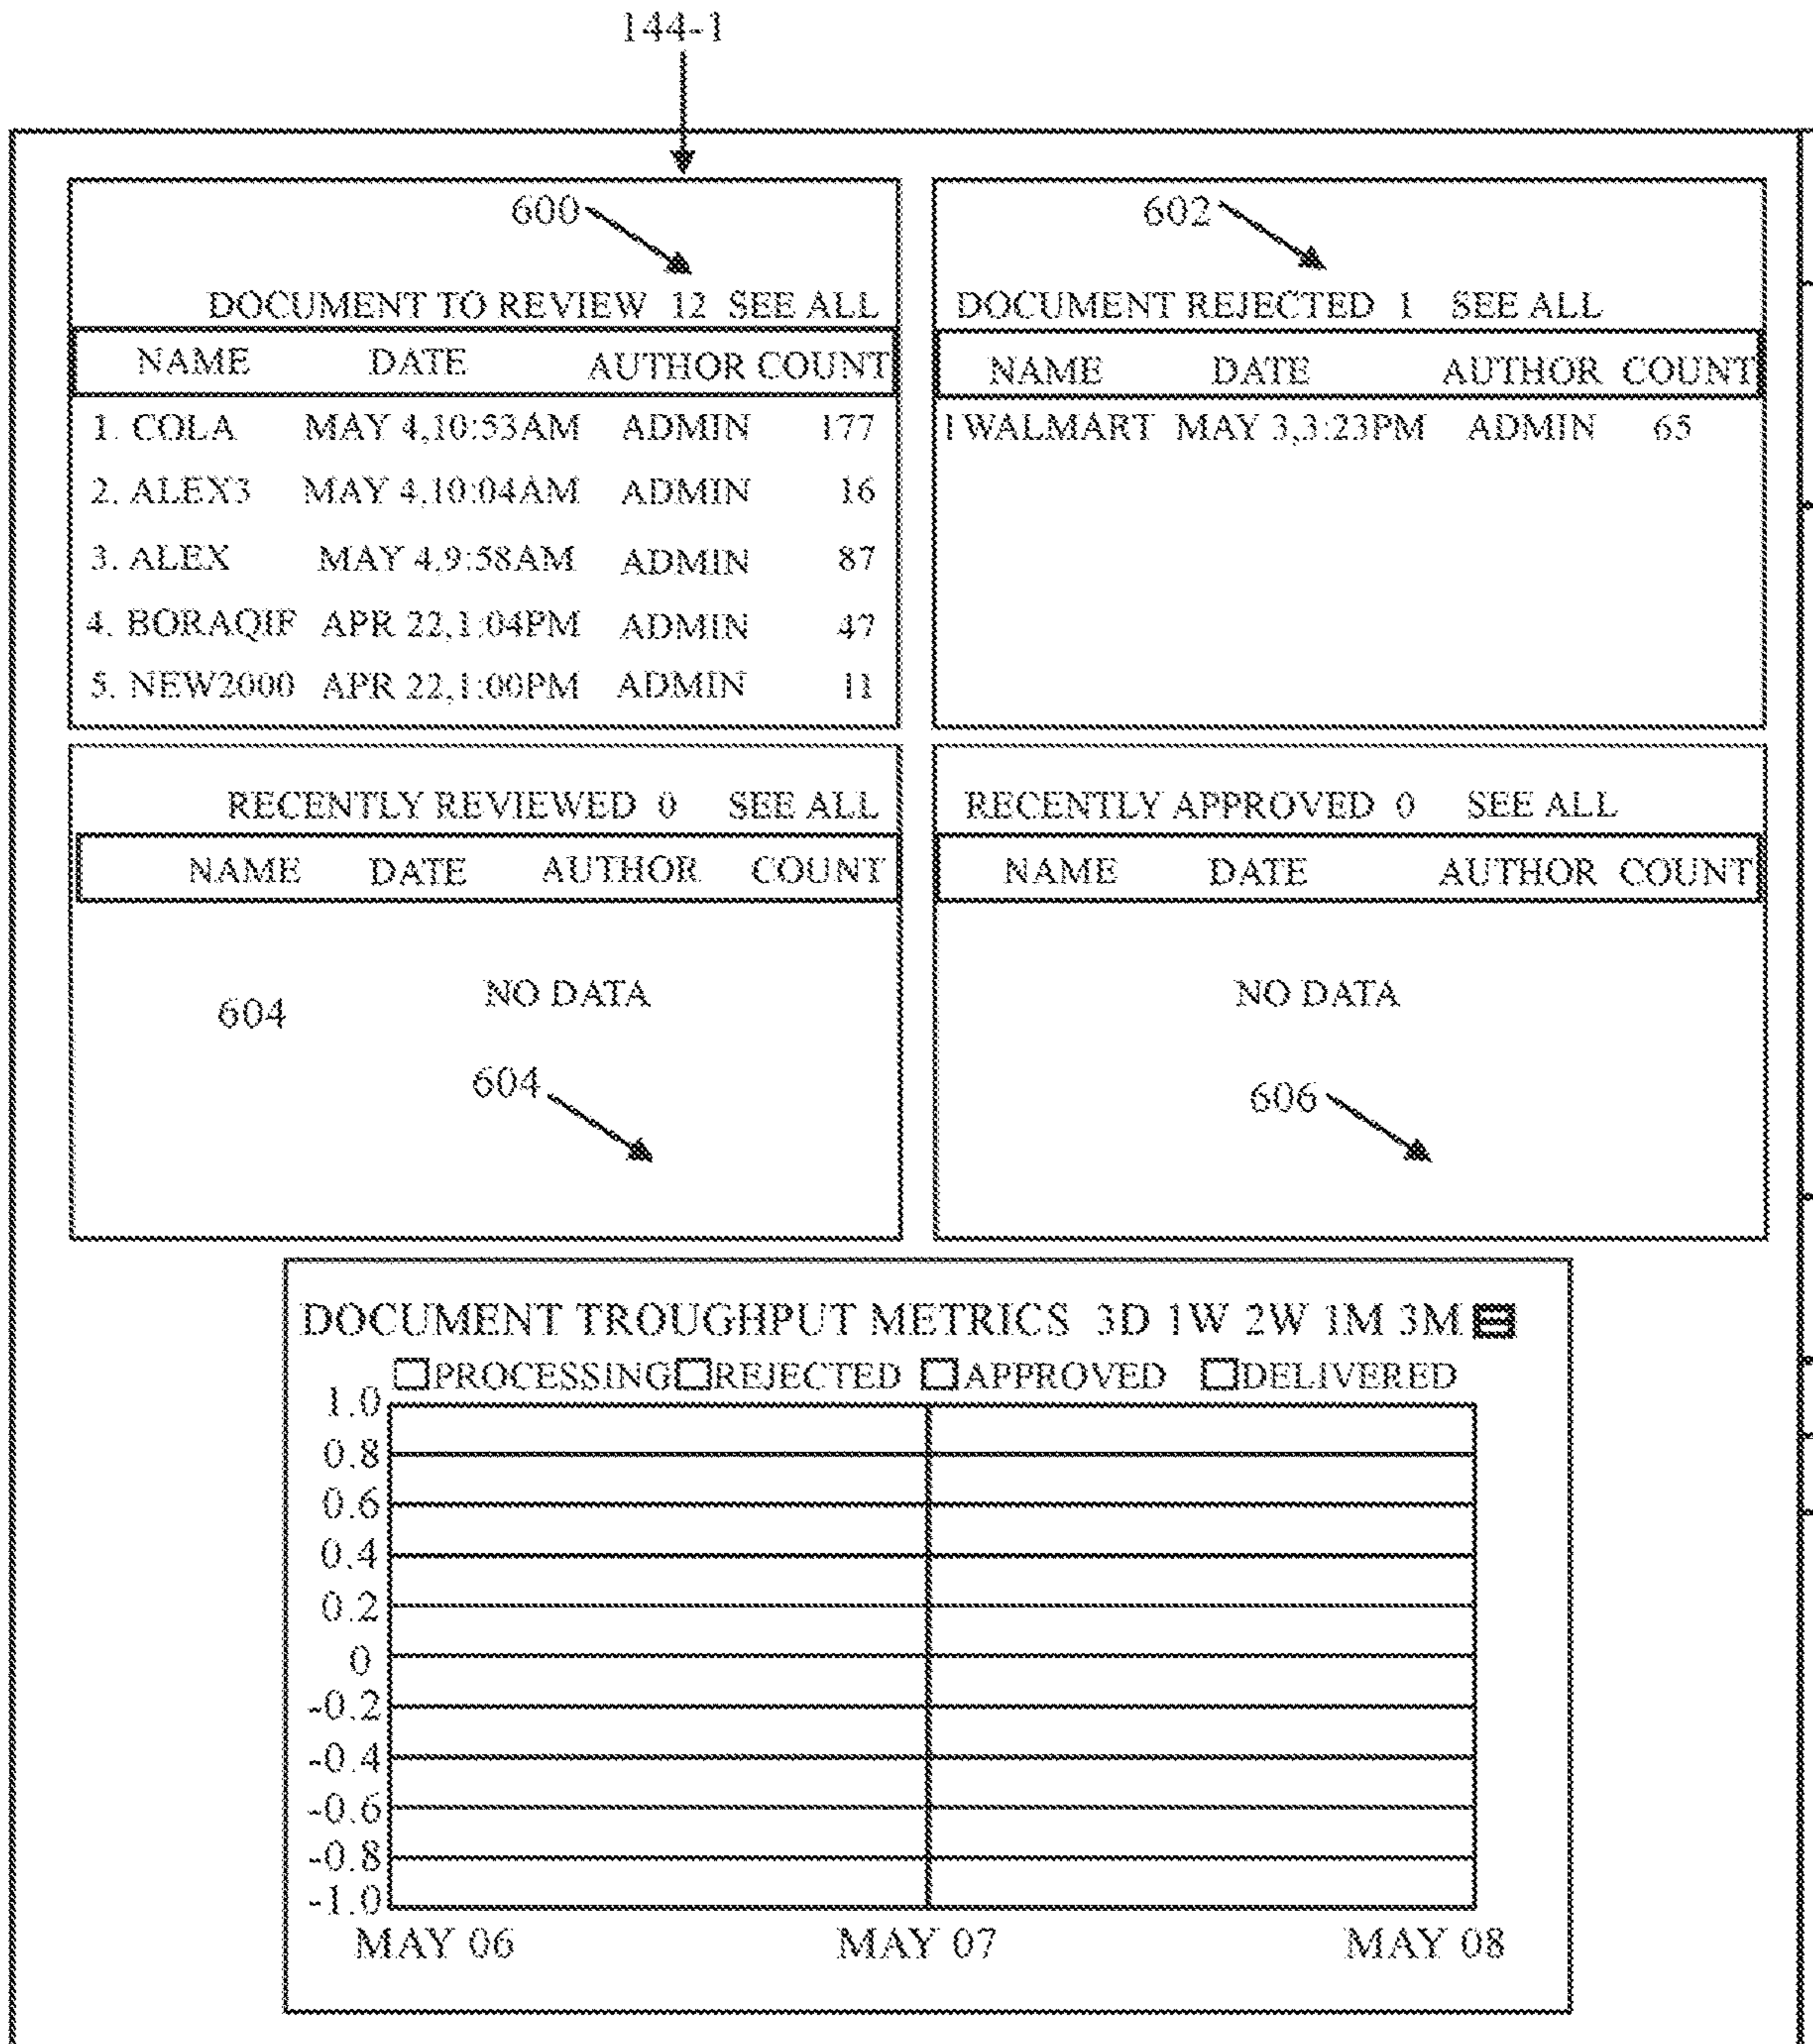 144-1
600
DOCUMENT TO REVIEW 12 SEE ALL
NAME DATE AUTHOR COUNT
1. COLA MAY 4,10:53AM ADMIN 177
2. ALEX3 MAY 4,10:04AM ADMIN 16
3. ALEX MAY 4,9:58AM ADMIN 87
4. BORAQIF APR 22,1:04PM ADMIN 47
5. NEW2000 APR 22,1:00PM ADMIN 11
602
DOCUMENT REJECTED 1 SEE ALL
NAME DATE AUTHOR COUNT
1 WALMART MAY 3,3:23PM ADMIN 65
RECENTLY REVIEWED 0 SEE ALL
NAME DATE AUTHOR COUNT
NO DATA
604
604
RECENTLY APPROVED 0 SEE ALL
NAME DATE AUTHOR COUNT
NO DATA
606
DOCUMENT TROUGHPUT METRICS 3D 1W 2W 1M 3M
PROCESSING REJECTED APPROVED DELIVERED
1.0
0.8
0.6
0.4
0.2
0
-0.2
-0.4
-0.6
-0.8
-1.0
MAY 06 MAY 07 MAY 08